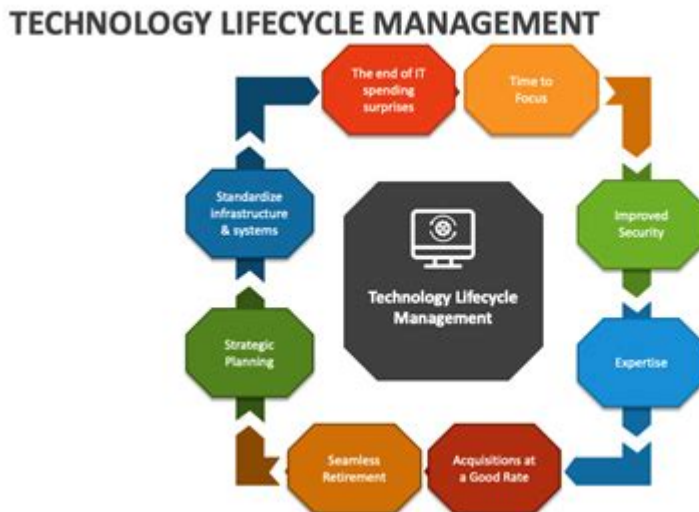 TECHNOLOGY LIFECYCLE MANAGEMENT
The end of IT
spending
surprises
Time to
Focus
Improved
Security
Expertise
Acquisitions at
a Good Rate
Seamless
Retirement
Strategic
Planning
Standardize
infrastructure
& systems
Technology Lifecycle
Management